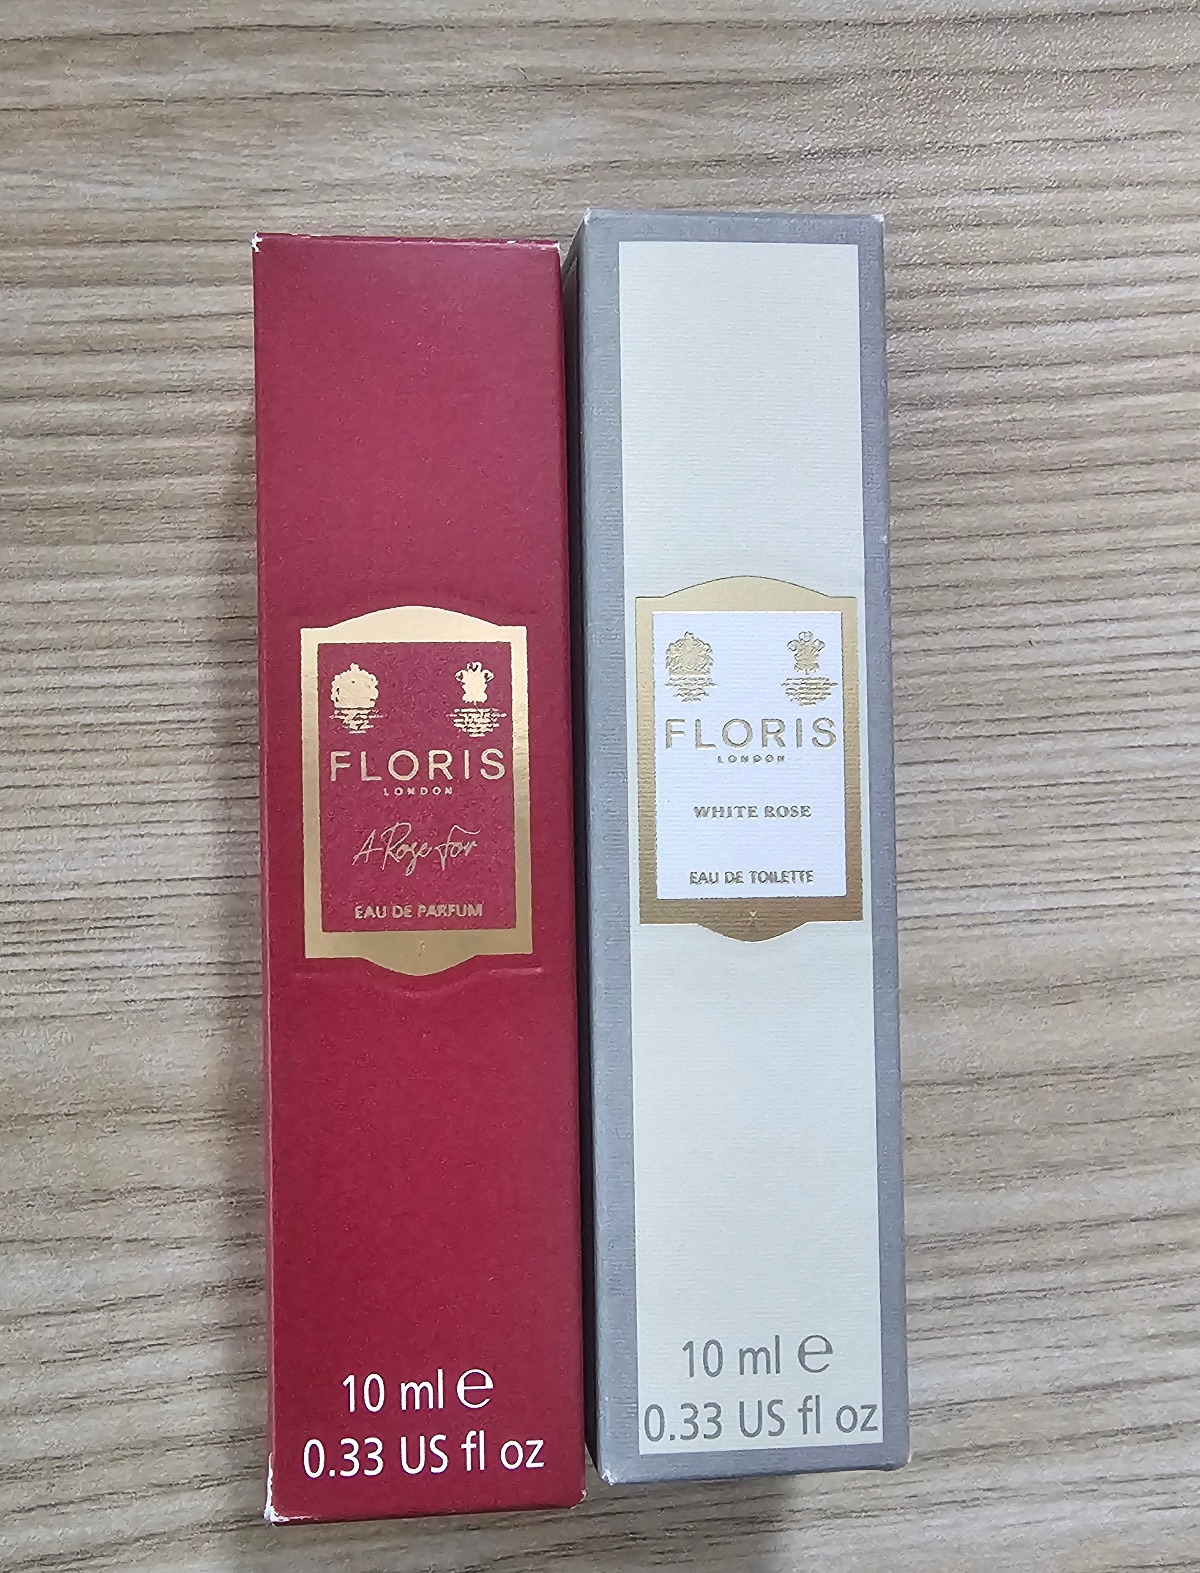 FLORIS
LONDON
A Rose for
EAU DE PARFUM
10 ml e
0.33 US fl oz
FLORIS
LONDON
WHITE ROSE
EAU DE TOILETTE
10 ml e
0.33 US fl oz